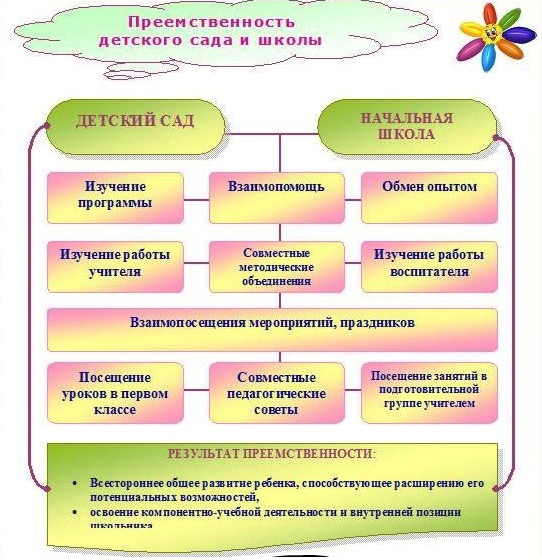 Преемственность
детского сада и школы
ДЕТСКИЙ САД
НАЧАЛЬНАЯ
ШКОЛА
Изучение
программы
Взаимопомощь
Обмен опытом
Изучение работы
учителя
Совместные
методические
объединения
Изучение работы
воспитателя
Взаимопосещения мероприятий, праздников
Посещение
уроков в первом
классе
Совместные
педагогические
советы
Посещение занятий в
подготовительной
группе учителем
РЕЗУЛЬТАТ ПРЕЕМСТВЕННОСТИ:
• Всестороннее общее развитие ребенка, способствующее расширению его
потенциальных возможностей,
• освоение компонентно-учебной деятельности и внутренней позиции
школьника